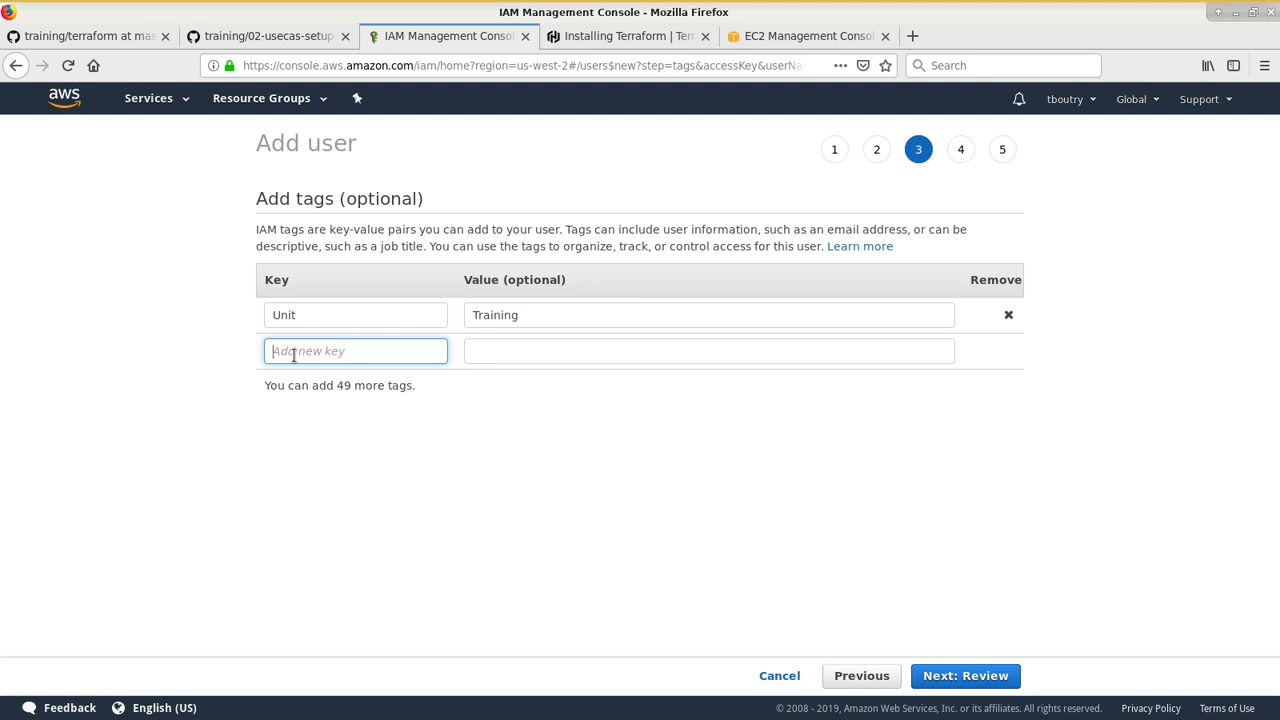 IAM Management Console - Mozilla Firefox
training/terraform at mas
training/02-usecas-setup
IAM Management Conso
Installing Terraform | Terr
EC2 Management Conso
https://console.aws.amazon.com/iam/home?region=us-west-2#/users$new?step=tags&accessKey&userNa
Search
aws
Services
Resource Groups
tboutry
Global
Support
Add user
1
2
3
4
5
Add tags (optional)
IAM tags are key-value pairs you can add to your user. Tags can include user information, such as an email address, or can be
descriptive, such as a job title. You can use the tags to organize, track, or control access for this user. Learn more
Key
Value (optional)
Remove
Unit
Training
Add new key
You can add 49 more tags.
Cancel
Previous
Next: Review
Feedback
English (US)
© 2008 - 2019, Amazon Web Services, Inc. or its affiliates. All rights reserved.
Privacy Policy
Terms of Use